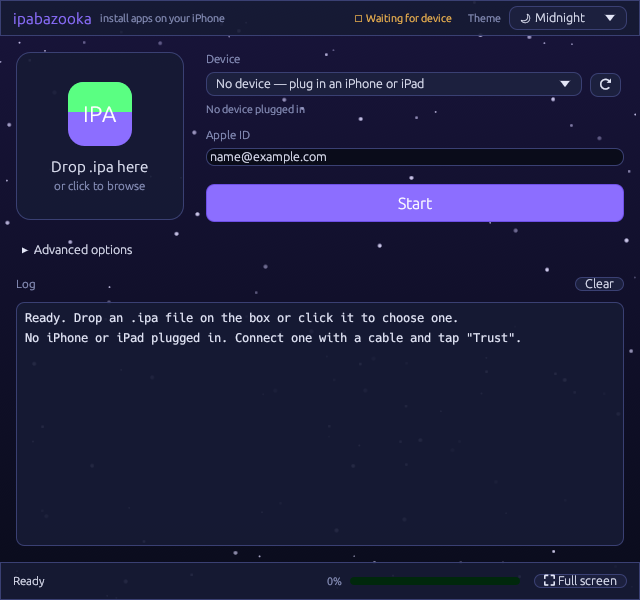 ipabazooka install apps on your iPhone
Waiting for device
Theme
Midnight
IPA
Drop .ipa here
or click to browse
Device
No device — plug in an iPhone or iPad
No device plugged in
Apple ID
name@example.com
Start
Advanced options
Log
Clear
Ready. Drop an .ipa file on the box or click it to choose one.
No iPhone or iPad plugged in. Connect one with a cable and tap "Trust".
Ready
0%
Full screen